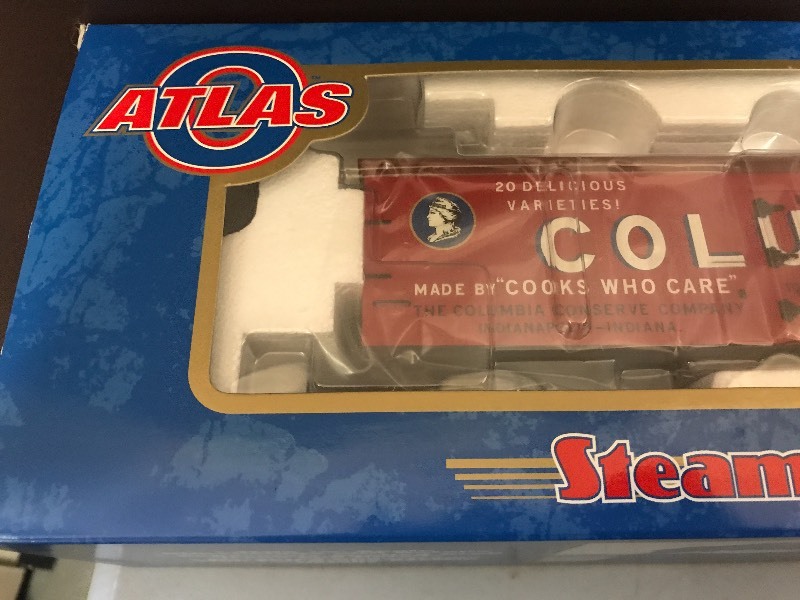 ATLAS
O
20 DELICIOUS
VARIETIES!
COLU
MADE BY "COOKS WHO CARE"
THE COLUMBIA CONSERVE COMPANY
INDIANAPOLIS-INDIANA.
Steam